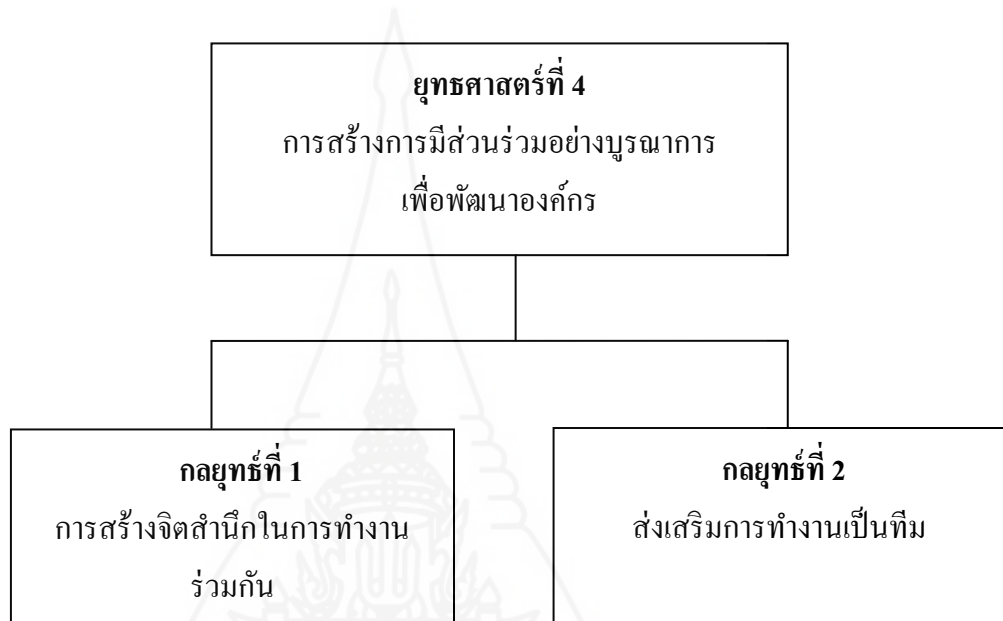 ยุทธศาสตร์ที่ 4
การสร้างการมีส่วนร่วมอย่างบูรณาการ
เพื่อพัฒนาองค์กร
กลยุทธ์ที่ 1
การสร้างจิตสำนึกในการทำงาน
ร่วมกัน
กลยุทธ์ที่ 2
ส่งเสริมการทำงานเป็นทีม